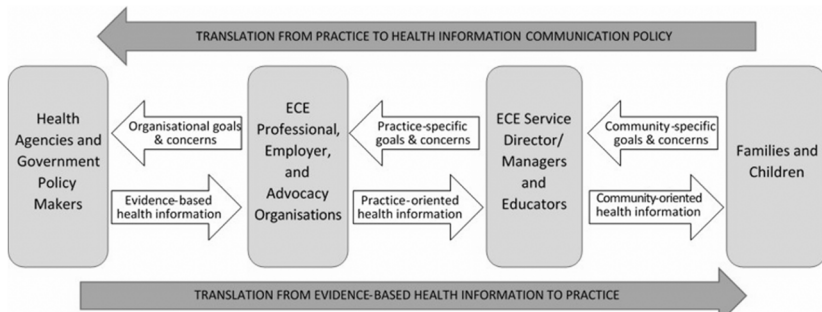 TRANSLATION FROM PRACTICE TO HEALTH INFORMATION COMMUNICATION POLICY
Health
Agencies and
Government
Policy
Makers
Organisational goals
& concerns
Evidence-based
health information
ECE
Professional,
Employer,
and
Advocacy
Organisations
Practice-specific
goals & concerns
Practice-oriented
health information
ECE Service
Director/
Managers
and
Educators
Community-specific
goals & concerns
Community-oriented
health information
Families and
Children
TRANSLATION FROM EVIDENCE-BASED HEALTH INFORMATION TO PRACTICE